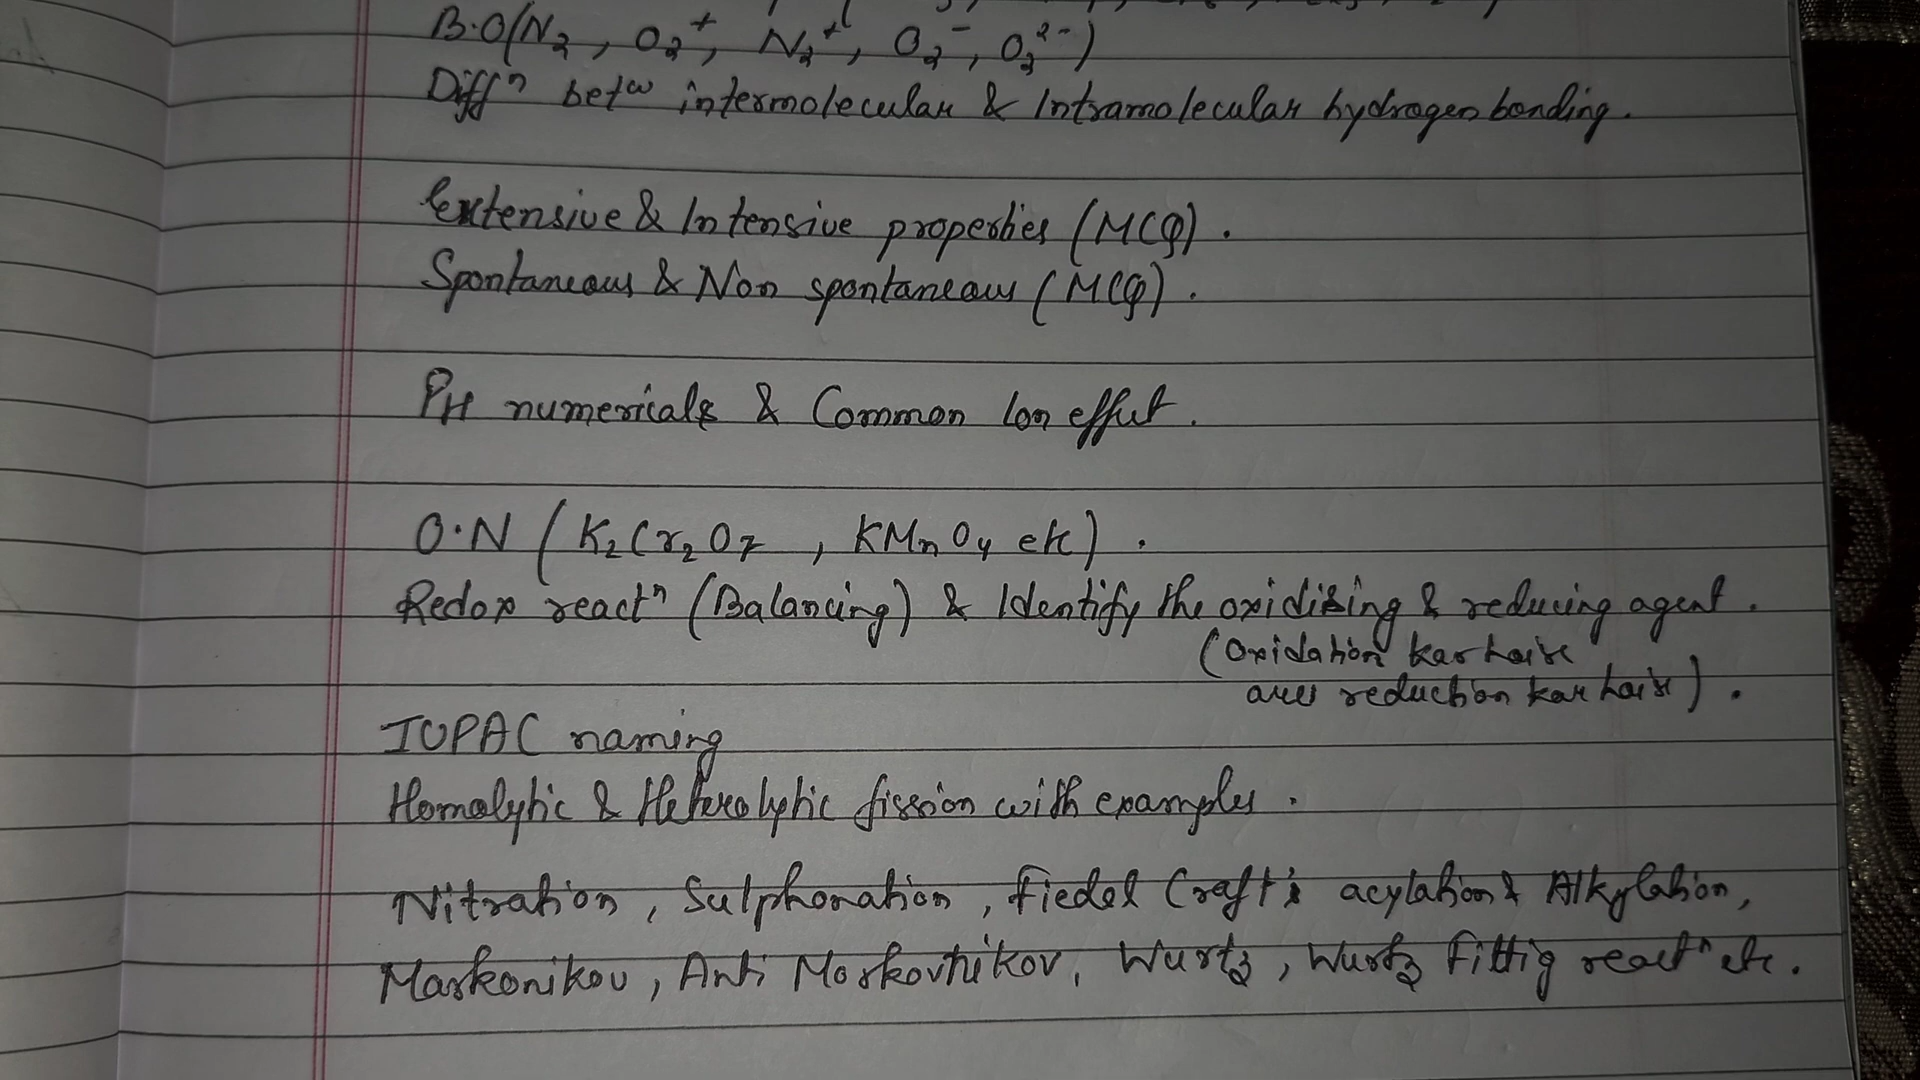 B.O(N₂, O₂⁺, N₂⁺, O₂⁻, O₂²⁻)
Diffⁿ betʷ intermolecular & Intramolecular hydrogen bonding.
Extensive & Intensive properties (MCQ).
Spontaneous & Non spontaneous (MCQ).
PH numericals & Common Ion effect.
O.N (K₂Cr₂O₇, KMnO₄ etc).
Redox reactⁿ (Balancing) & Identify the oxidising & reducing agent.
(Oxidation kar
reduction kar
IUPAC naming
Homolytic & Heterolytic fission with examples.
Nitration, Sulphonation, Fiedel Craft's acylation & Alkylation,
Markonikov, Anti Morkovnikov, Wurtz, Wurtz Fittig reactⁿ etc.